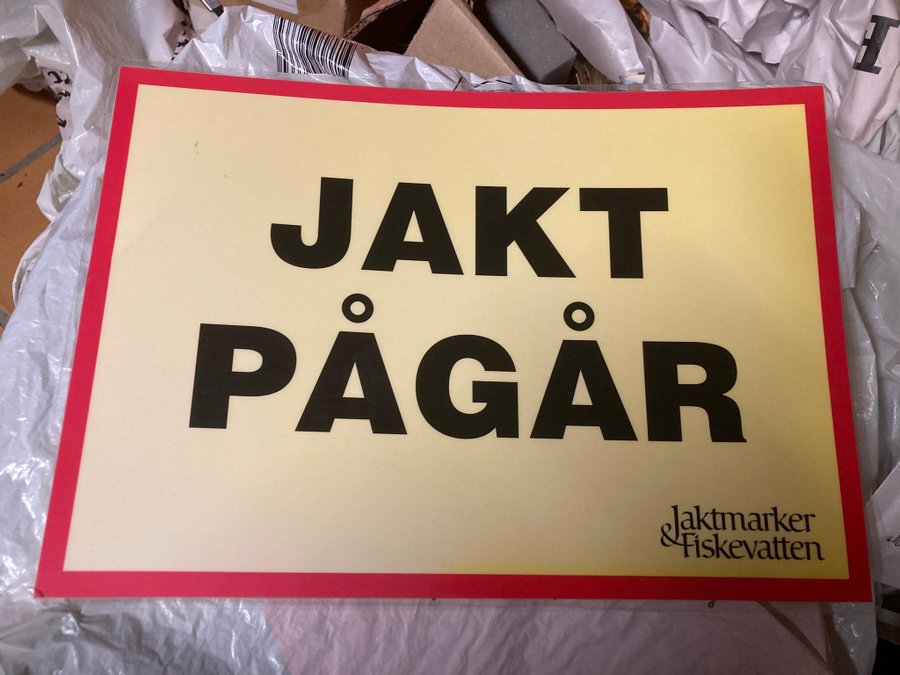 JAKT
PÅGÅR
Jaktmarker
& Fiskevatten